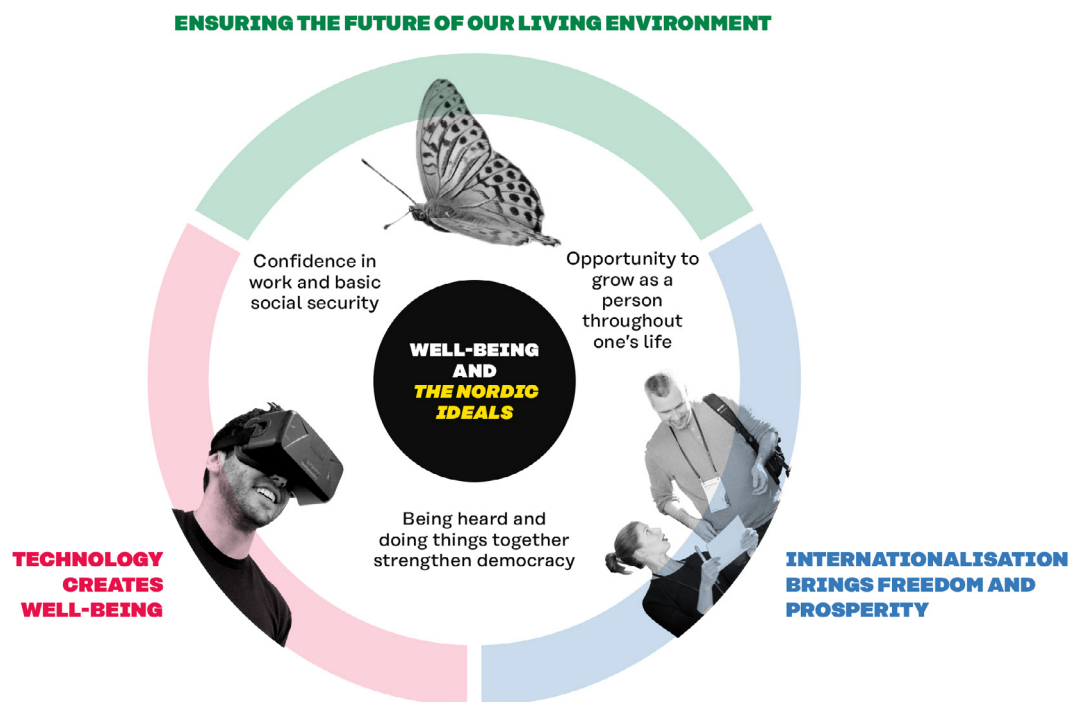 ENSURING THE FUTURE OF OUR LIVING ENVIRONMENT
Confidence in
work and basic
social security
Opportunity to
grow as a
person
throughout
one's life
WELL-BEING
AND
THE NORDIC
IDEALS
Being heard and
doing things together
strengthen democracy
TECHNOLOGY
CREATES
WELL-BEING
INTERNATIONALISATION
BRINGS FREEDOM AND
PROSPERITY